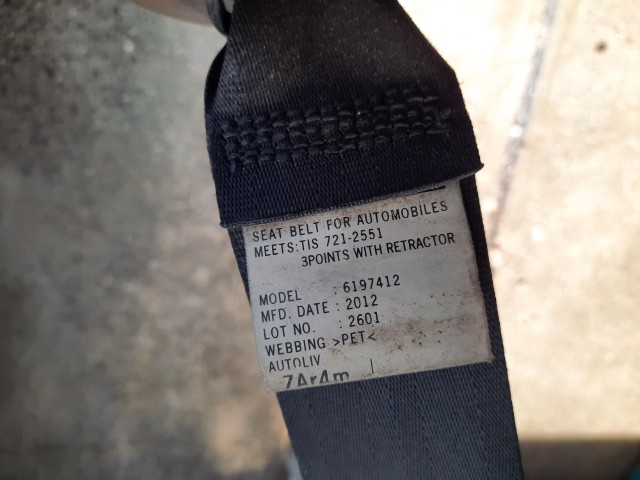 SEAT BELT FOR AUTOMOBILES
MEETS:TIS 721-2551
3POINTS WITH RETRACTOR
MODEL : 6197412
MFD. DATE : 2012
LOT NO. : 2601
WEBBING >PET<
AUTOLIV
7Ar4m